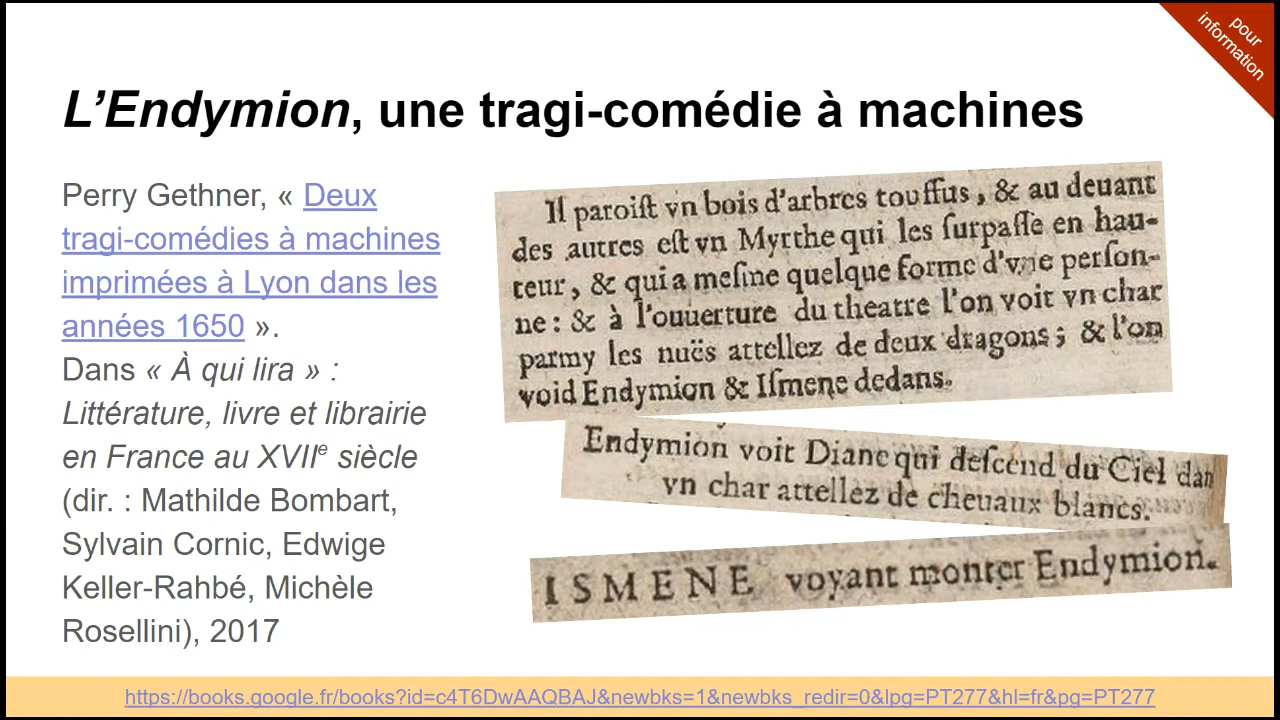 pour
information
L’Endymion, une tragi-comédie à machines
Perry Gethner, « Deux
tragi-comédies à machines
imprimées à Lyon dans les
années 1650 ».
Dans « À qui lira » :
Littérature, livre et librairie
en France au XVIIe siècle
(dir. : Mathilde Bombart,
Sylvain Cornic, Edwige
Keller-Rahbé, Michèle
Rosellini), 2017
Il paroiſt vn bois d'arbres touffus, & au deuant
des autres eſt vn Myrthe qui les ſurpaſſe en hau-
teur, & qui a meſme quelque forme d'vne perſon-
ne : & à l'ouuerture du theatre l'on voit vn char
parmy les nuës attellez de deux dragons ; & l'on
void Endymion & Iſmene dedans.
Endymion voit Diane qui deſcend du Ciel dan
vn char attellez de cheuaux blancs.
ISMENE voyant monter Endymion.
https://books.google.fr/books?id=c4T6DwAAQBAJ&newbks=1&newbks_redir=0&lpg=PT277&hl=fr&pg=PT277